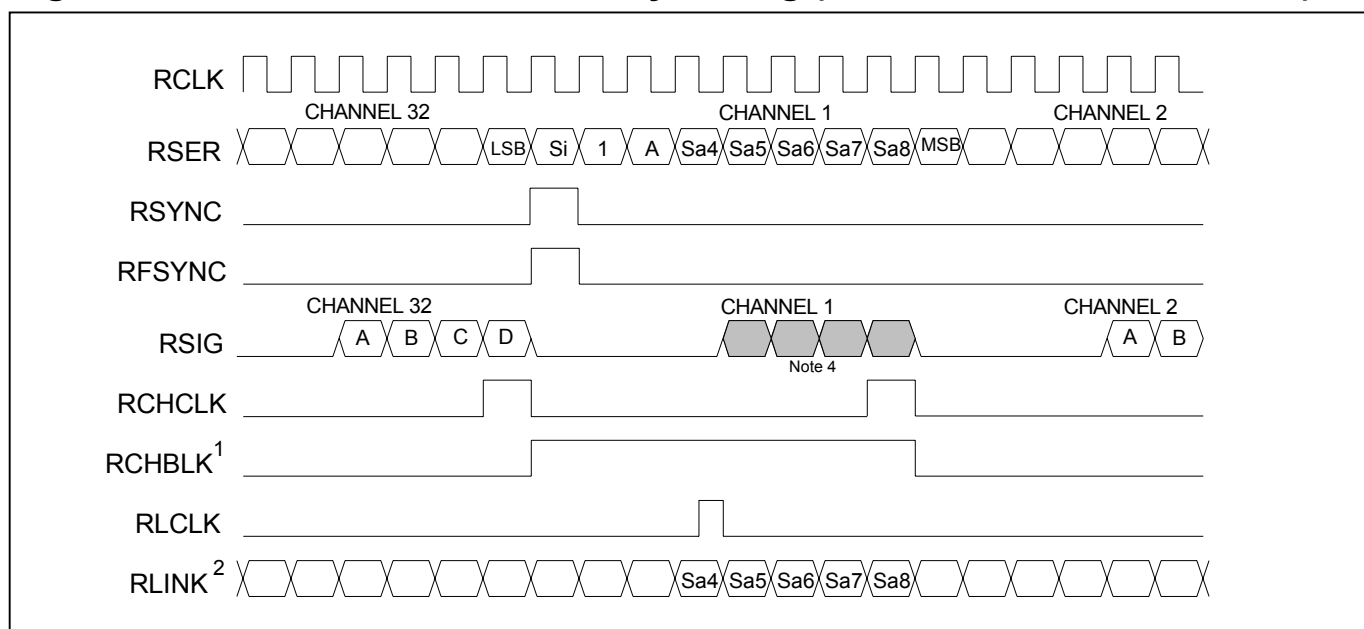 RCLK
CHANNEL 32 CHANNEL 1 CHANNEL 2
RSER LSB Si 1 A Sa4 Sa5 Sa6 Sa7 Sa8 MSB
RSYNC
RFSYNC
CHANNEL 32 CHANNEL 1 CHANNEL 2
RSIG A B C D A B
Note 4
RCHCLK
RCHBLK1
RLCLK
RLINK2 Sa4 Sa5 Sa6 Sa7 Sa8